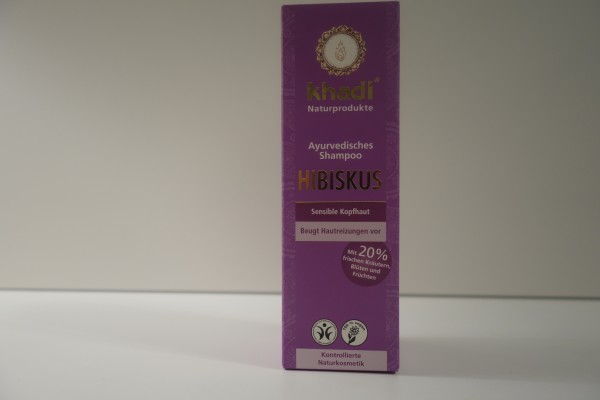 khadi®
Naturprodukte
Ayurvedisches
Shampoo
HIBISKUS
Sensible Kopfhaut
Beugt Hautreizungen vor
Mit 20%
frischen Kräutern,
Blüten und
Früchten
Kontrollierte
Naturkosmetik